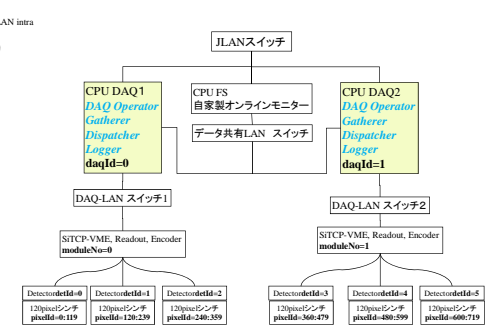 LAN intra
JLANスイッチ
CPU DAQ1
DAQ Operator
Gatherer
Dispatcher
Logger
daqId=0
CPU FS
自家製オンラインモニター
データ共有LAN スイッチ
CPU DAQ2
DAQ Operator
Gatherer
Dispatcher
Logger
daqId=1
DAQ-LAN スイッチ1
DAQ-LAN スイッチ2
SiTCP-VME, Readout, Encoder
moduleNo=0
SiTCP-VME, Readout, Encoder
moduleNo=1
DetectordetId=0
120pixelシンチ
pixelId=0:119
DetectordetId=1
120pixelシンチ
pixelId=120:239
DetectordetId=2
120pixelシンチ
pixelId=240:359
DetectordetId=3
120pixelシンチ
pixelId=360:479
DetectordetId=4
120pixelシンチ
pixelId=480:599
DetectordetId=5
120pixelシンチ
pixelId=600:719